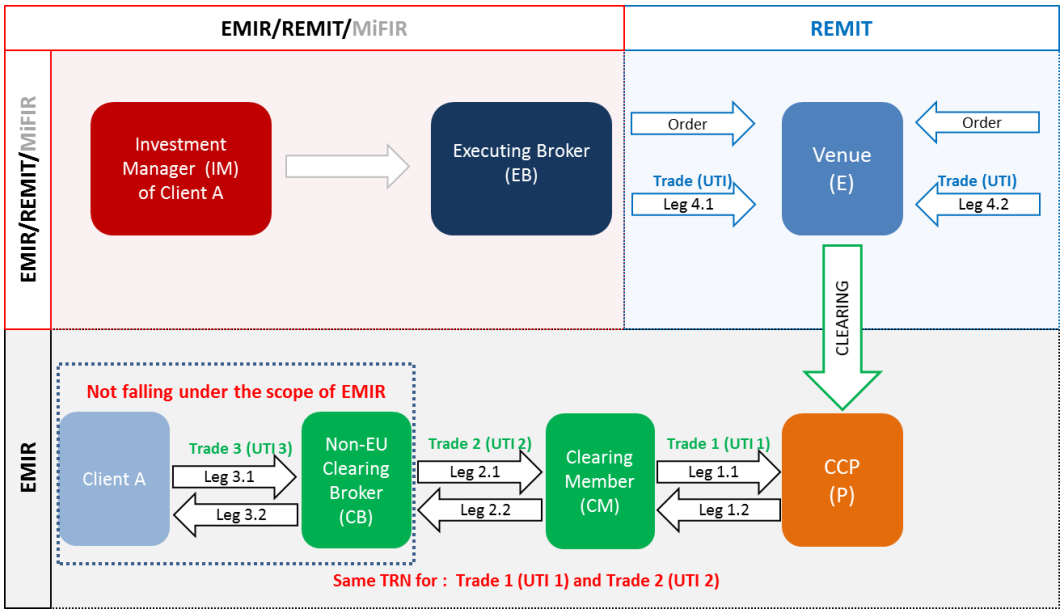 EMIR/REMIT/MiFIR
REMIT
EMIR/REMIT/MiFIR
Investment
Manager (IM)
of Client A
Executing Broker
(EB)
Order
Trade (UTI)
Leg 4.1
Venue
(E)
Order
Trade (UTI)
Leg 4.2
CLEARING
EMIR
Not falling under the scope of EMIR
Client A
Trade 3 (UTI 3)
Leg 3.1
Leg 3.2
Non-EU
Clearing
Broker
(CB)
Trade 2 (UTI 2)
Leg 2.1
Leg 2.2
Clearing
Member
(CM)
Trade 1 (UTI 1)
Leg 1.1
Leg 1.2
CCP
(P)
Same TRN for : Trade 1 (UTI 1) and Trade 2 (UTI 2)